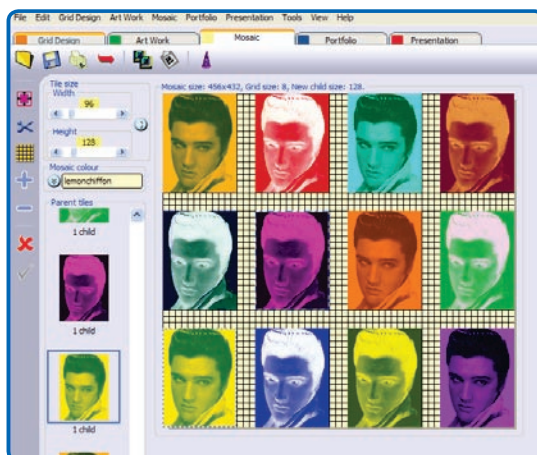 File Edit Grid Design Art Work Mosaic Portfolio Presentation Tools View Help
Grid Design Art Work Mosaic Portfolio Presentation
Tile size
Width
96
Height
128
Mosaic colour
lemonchiffon
Parent tiles
1 child
1 child
1 child
Mosaic size: 456x432, Grid size: 8, New child size: 128.